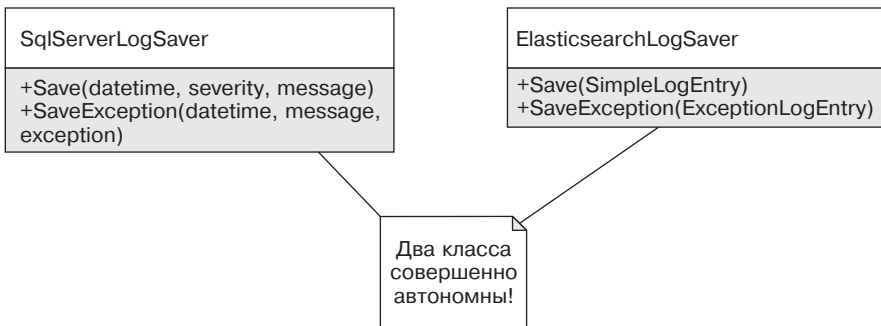 SqlServerLogSaver
+Save(datetime, severity, message)
+SaveException(datetime, message,
exception)
ElasticsearchLogSaver
+Save(SimpleLogEntry)
+SaveException(ExceptionLogEntry)
Два класса
совершенно
автономны!